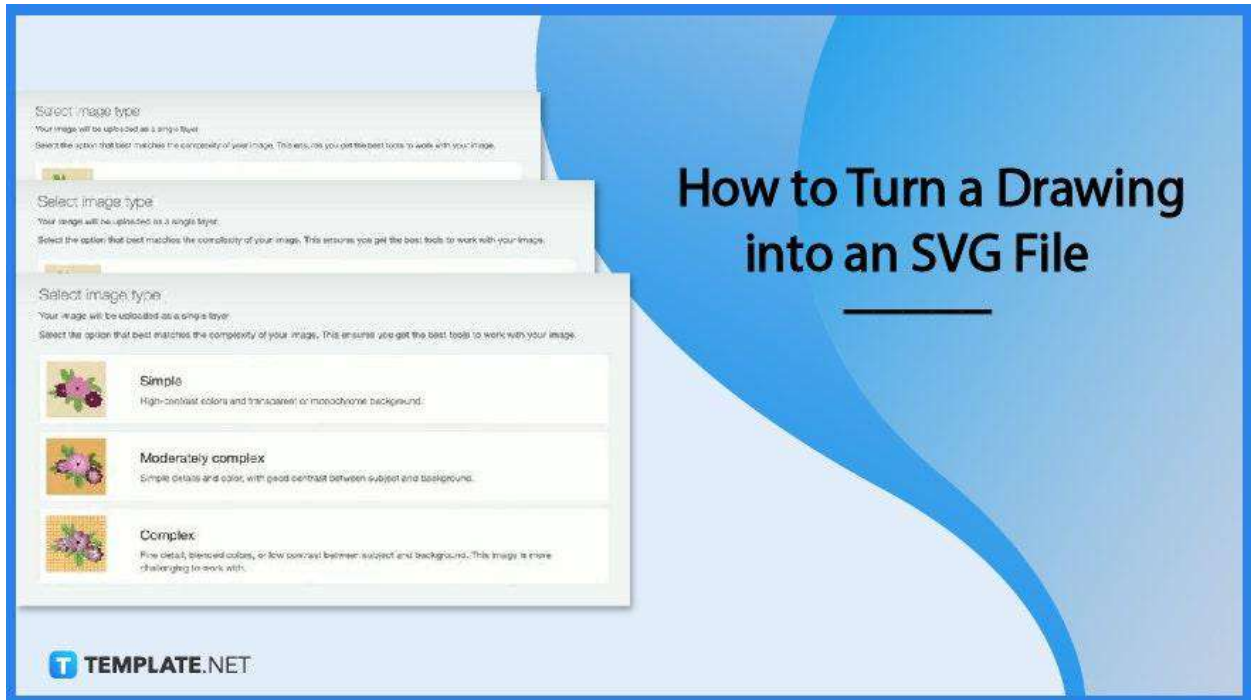 Select image type
Your image will be uploaded as a single layer
Select the option that best matches the complexity of your image. This ensures you get the best tools to work with your image.
Select image type
Your image will be uploaded as a single layer.
Select the option that best matches the complexity of your image. This ensures you get the best tools to work with your image.
Select image type
Your image will be uploaded as a single layer
Select the option that best matches the complexity of your image. This ensures you get the best tools to work with your image.
Simple
High-contrast colors and transparent or monochrome background.
Moderately complex
Simple details and color, with good contrast between subject and background.
Complex
Fine detail, blended colors, or low contrast between subject and background. This image is more
challenging to work with.
How to Turn a Drawing
into an SVG File
T TEMPLATE.NET